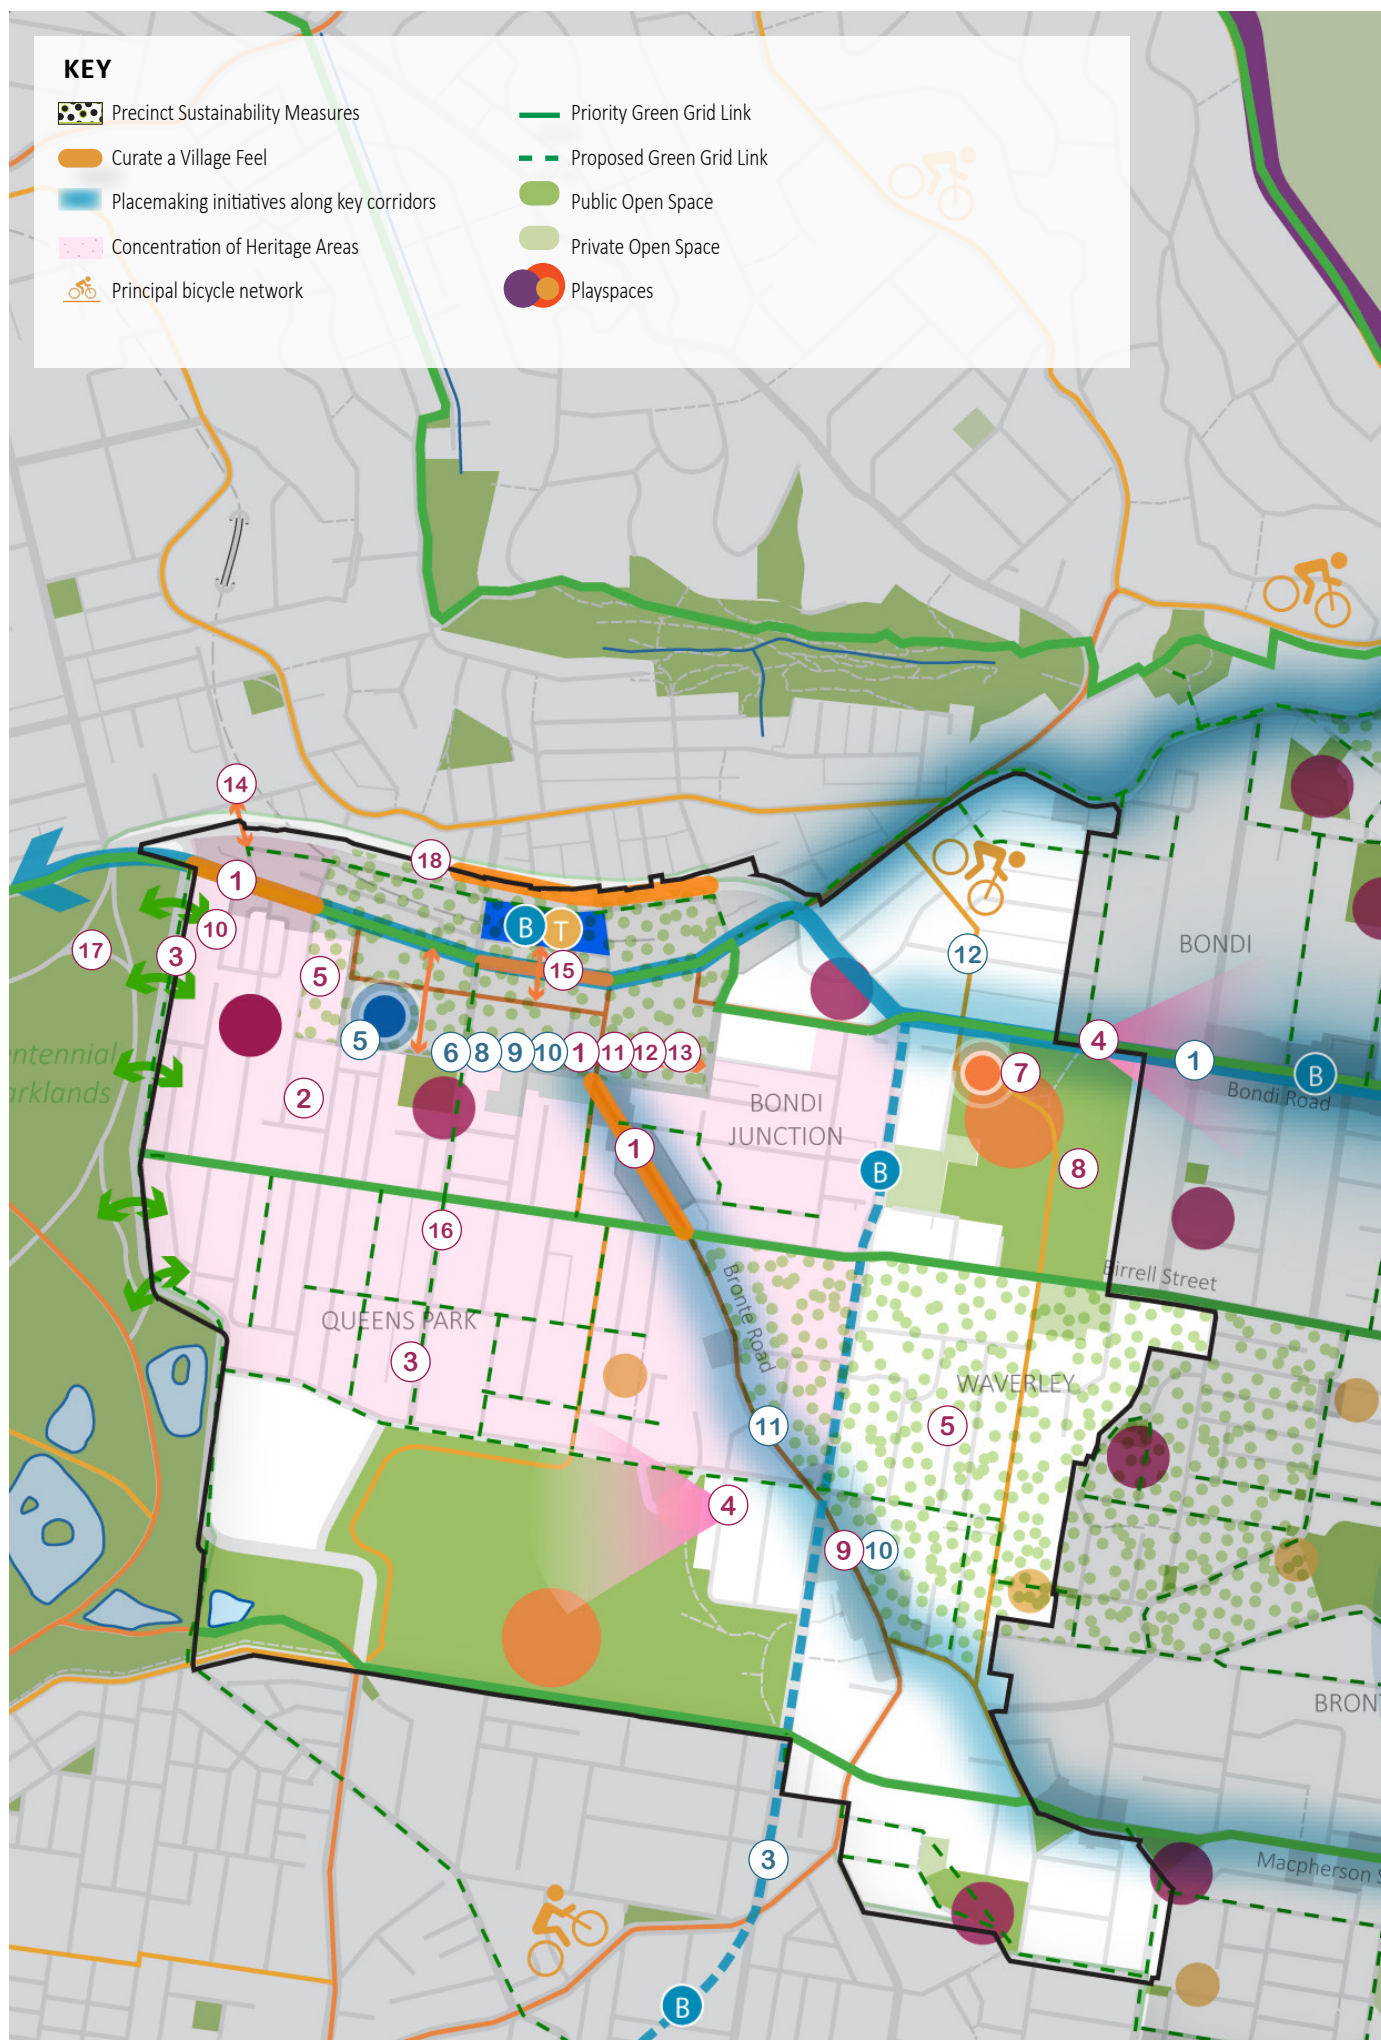 KEY
Precinct Sustainability Measures
Curate a Village Feel
Placemaking initiatives along key corridors
Concentration of Heritage Areas
Principal bicycle network
Priority Green Grid Link
Proposed Green Grid Link
Public Open Space
Private Open Space
Playspaces
14
18
1
10
17
3
B T
15
12
BONDI
5
5
6 8 9 10 1 11 12 13
4
1
B
Bondi Road
entennial
arklands
7
2
BONDI
JUNCTION
1
B
8
16
Birrell Street
Bronte Road
QUEENS PARK
3
WAVERLEY
11
5
4
9 10
BRON
3
Macpherson S
B